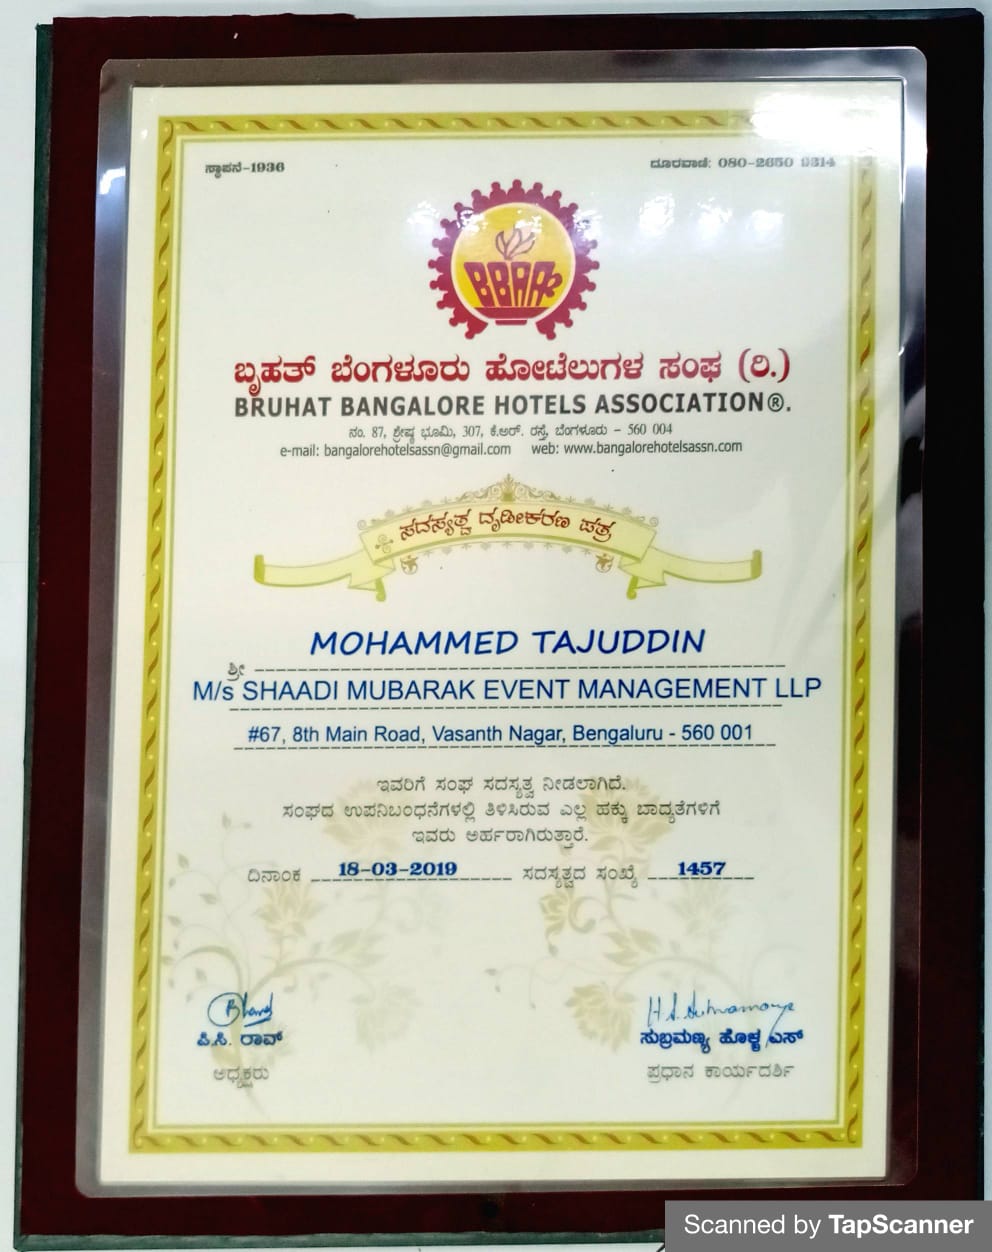 ಸ್ಥಾಪನೆ-1936
ದೂರವಾಣಿ: 080-2650 9314
BBHA
ಬೃಹತ್ ಬೆಂಗಳೂರು ಹೋಟೆಲುಗಳ ಸಂಘ (ರಿ.)
BRUHAT BANGALORE HOTELS ASSOCIATION®.
ನಂ. 87, ಶ್ರೇಷ್ಠ ಭೂಮಿ, 307, ಕೆ.ಆರ್. ರಸ್ತೆ, ಬೆಂಗಳೂರು – 560 004
e-mail: bangalorehotelsassn@gmail.com web: www.bangalorehotelsassn.com
ಸದಸ್ಯತ್ವ ದೃಢೀಕರಣ ಪತ್ರ
MOHAMMED TAJUDDIN
ಶ್ರೀ
M/s SHAADI MUBARAK EVENT MANAGEMENT LLP
#67, 8th Main Road, Vasanth Nagar, Bengaluru - 560 001
ಇವರಿಗೆ ಸಂಘ ಸದಸ್ಯತ್ವ ನೀಡಲಾಗಿದೆ.
ಸಂಘದ ಉಪನಿಬಂಧನೆಗಳಲ್ಲಿ ತಿಳಿಸಿರುವ ಎಲ್ಲ ಹಕ್ಕು ಬಾದ್ಯತೆಗಳಿಗೆ
ಇವರು ಅರ್ಹರಾಗಿರುತ್ತಾರೆ.
ದಿನಾಂಕ 18-03-2019 ಸದಸ್ಯತ್ವದ ಸಂಖ್ಯೆ 1457
ಪಿ.ಸಿ. ರಾವ್
ಅಧ್ಯಕ್ಷರು
ಸುಬ್ರಮಣ್ಯ ಹೊಳ್ಳ ಎಸ್
ಪ್ರಧಾನ ಕಾರ್ಯದರ್ಶಿ
Scanned by TapScanner